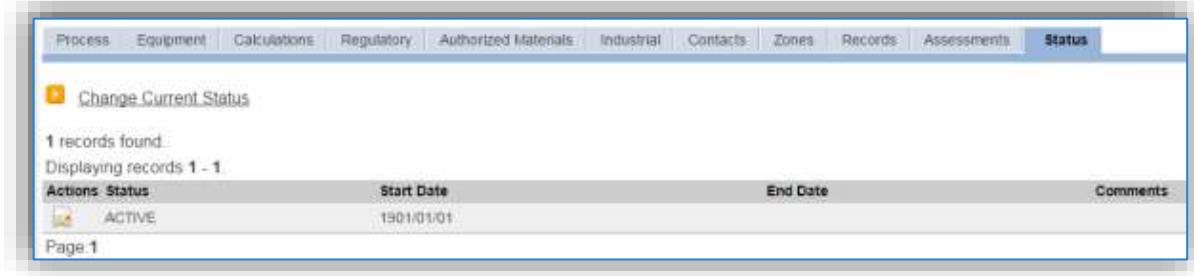 Process Equipment Calculations Regulatory Authorized Materials Industrial Contacts Zones Records Assessments Status
Change Current Status
1 records found.
Displaying records 1 - 1
Actions Status Start Date End Date Comments
ACTIVE 1901/01/01
Page:1